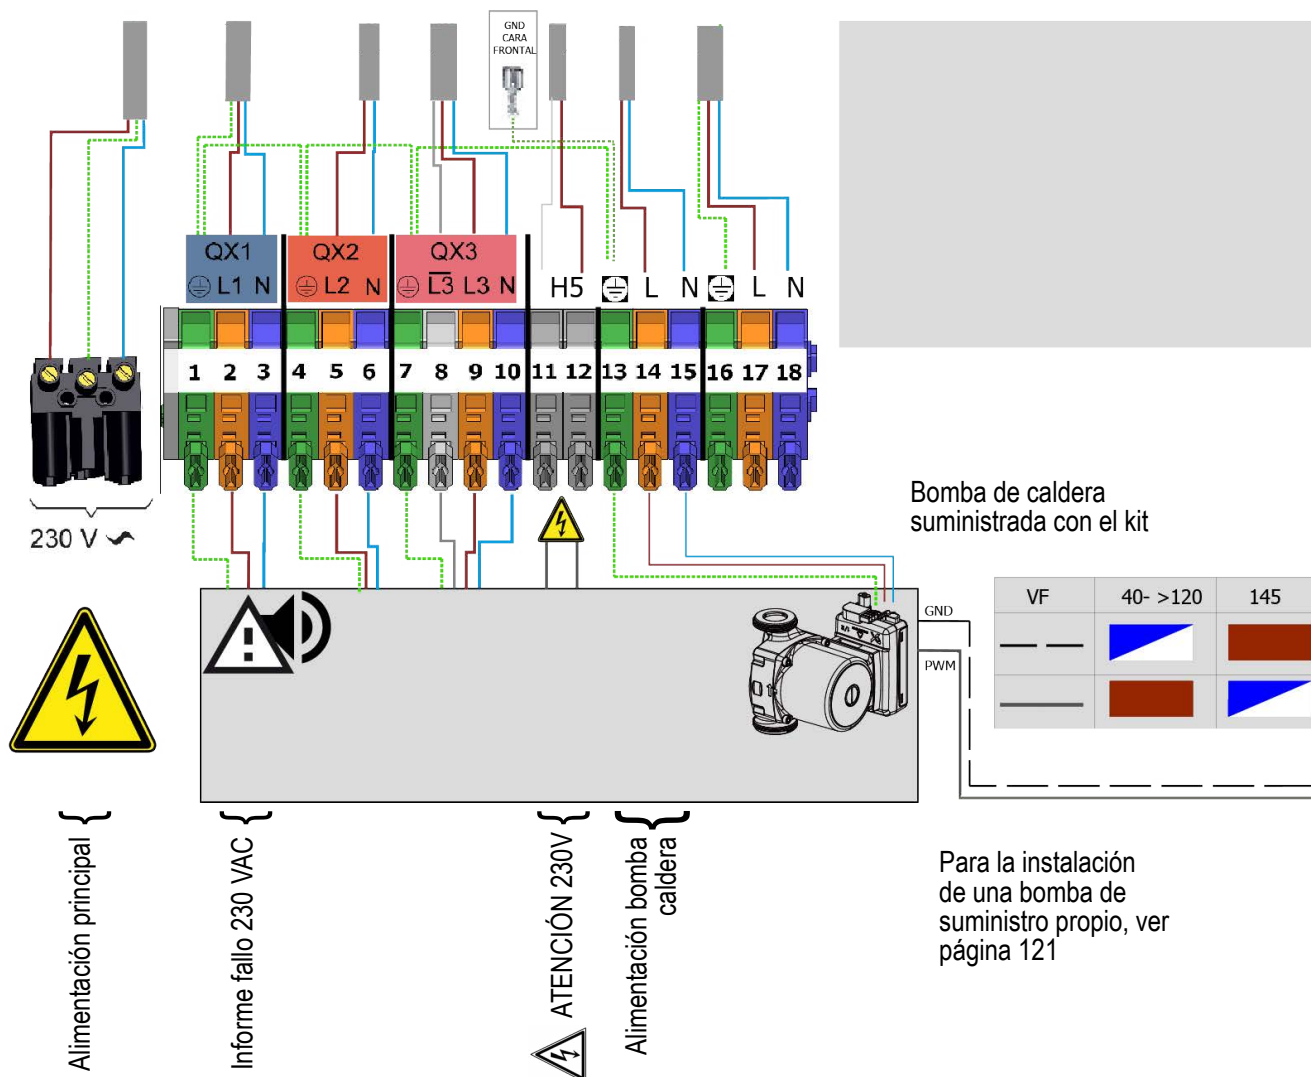 GND
CARA
FRONTAL
QX1
L1 N
QX2
L2 N
QX3
L3 L3 N
H5
L N
L N
1 2 3 4 5 6 7 8 9 10 11 12 13 14 15 16 17 18
230 V
Bomba de caldera
suministrada con el kit
GND
PWM
VF 40- >120 145
Alimentación principal
Informe fallo 230 VAC
ATENCIÓN 230V
Alimentación bomba
caldera
Para la instalación
de una bomba de
suministro propio, ver
página 121